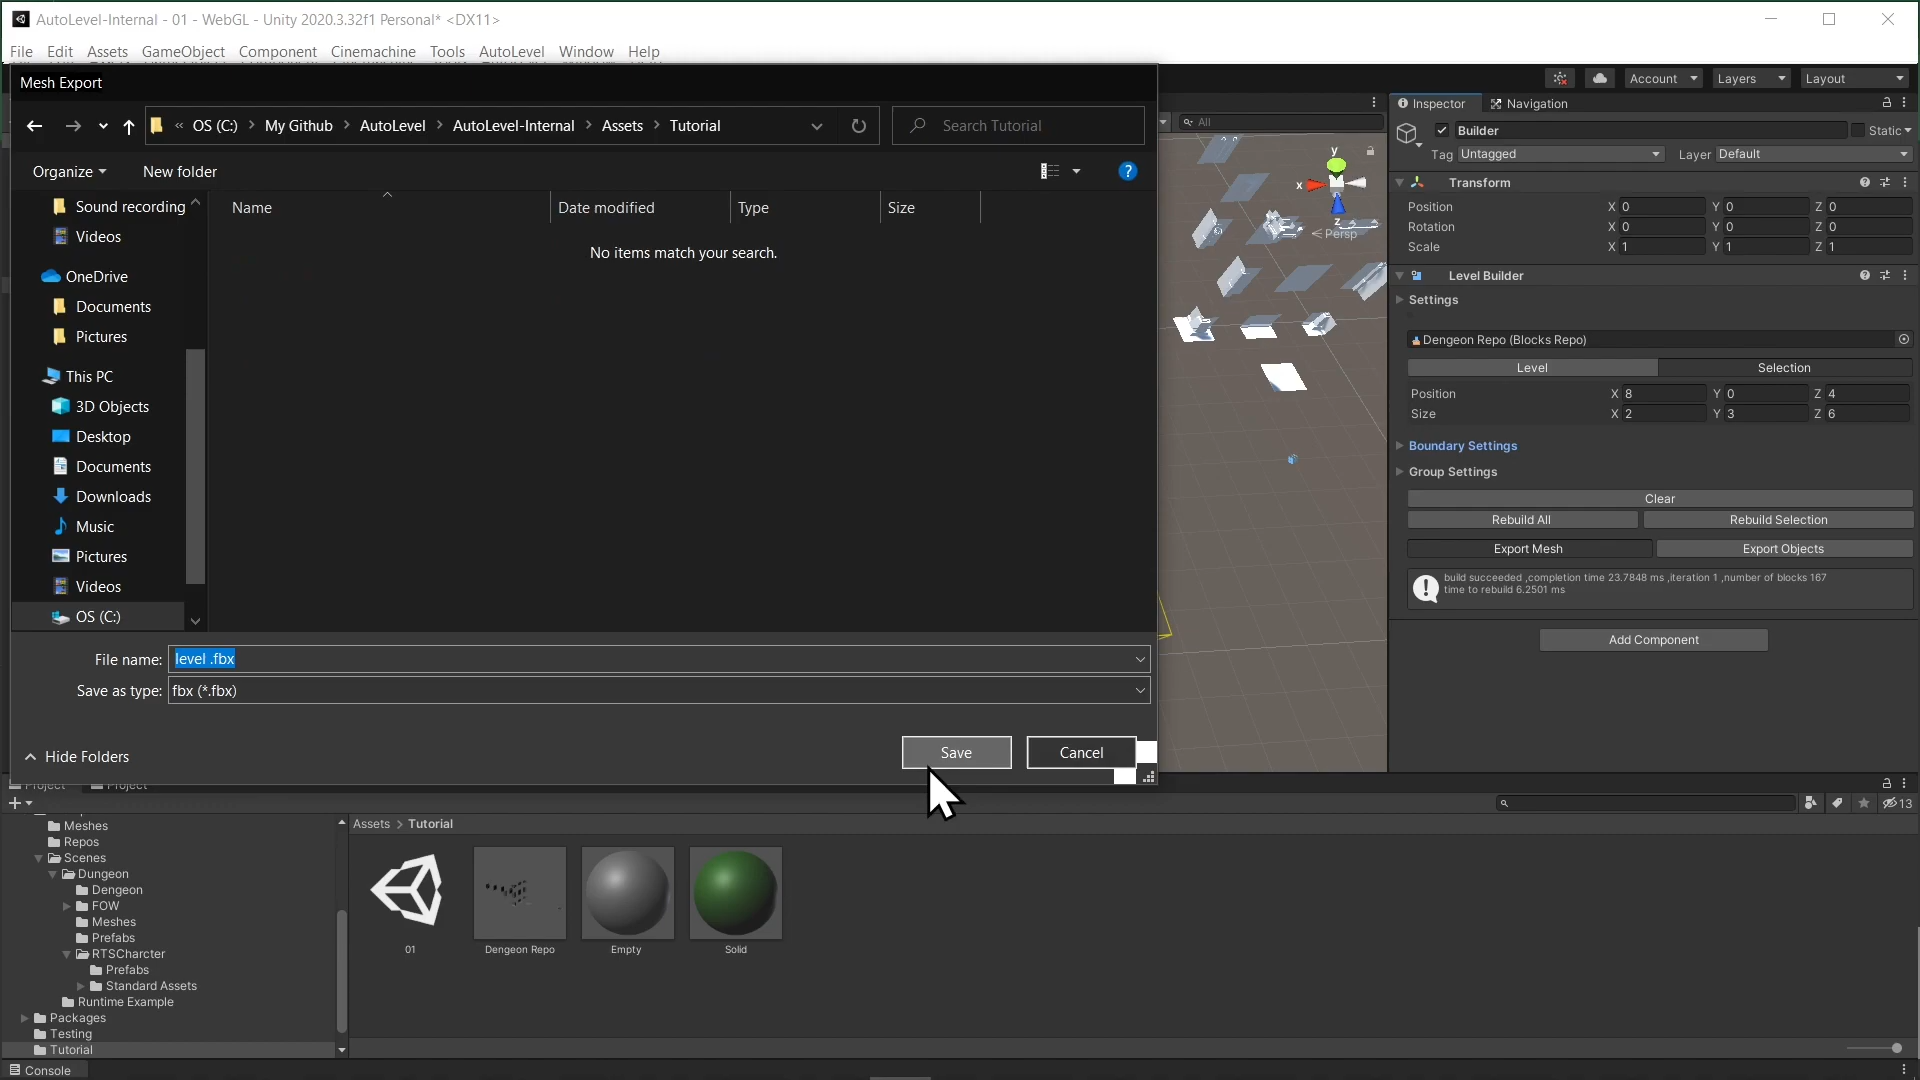 AutoLevel-Internal - 01 - WebGL - Unity 2020.3.32f1 Personal* <DX11>
File Edit Assets GameObject Component Cinemachine Tools AutoLevel Window Help
Mesh Export
Account Layers Layout
« OS (C:) > My Github > AutoLevel > AutoLevel-Internal > Assets > Tutorial
Search Tutorial
Organize New folder
Sound recording
Videos
OneDrive
Documents
Pictures
This PC
3D Objects
Desktop
Documents
Downloads
Music
Pictures
Videos
OS (C:)
Name Date modified Type Size
No items match your search.
File name: level .fbx
Save as type: fbx (*.fbx)
Hide Folders
Save Cancel
All
y
x
z
< Persp
Inspector Navigation
Builder Static
Tag Untagged Layer Default
Transform
Position X 0 Y 0 Z 0
Rotation X 0 Y 0 Z 0
Scale X 1 Y 1 Z 1
Level Builder
Settings
Dengeon Repo (Blocks Repo)
Level Selection
Position X 8 Y 0 Z 4
Size X 2 Y 3 Z 6
Boundary Settings
Group Settings
Clear
Rebuild All Rebuild Selection
Export Mesh Export Objects
build succeeded ,completion time 23.7848 ms ,iteration 1 ,number of blocks 167
time to rebuild 6.2501 ms
Add Component
Project Project
13
Meshes
Repos
Scenes
Dungeon
Dengeon
FOW
Meshes
Prefabs
RTSCharcter
Prefabs
Standard Assets
Runtime Example
Packages
Testing
Tutorial
Assets > Tutorial
01 Dengeon Repo Empty Solid
Console